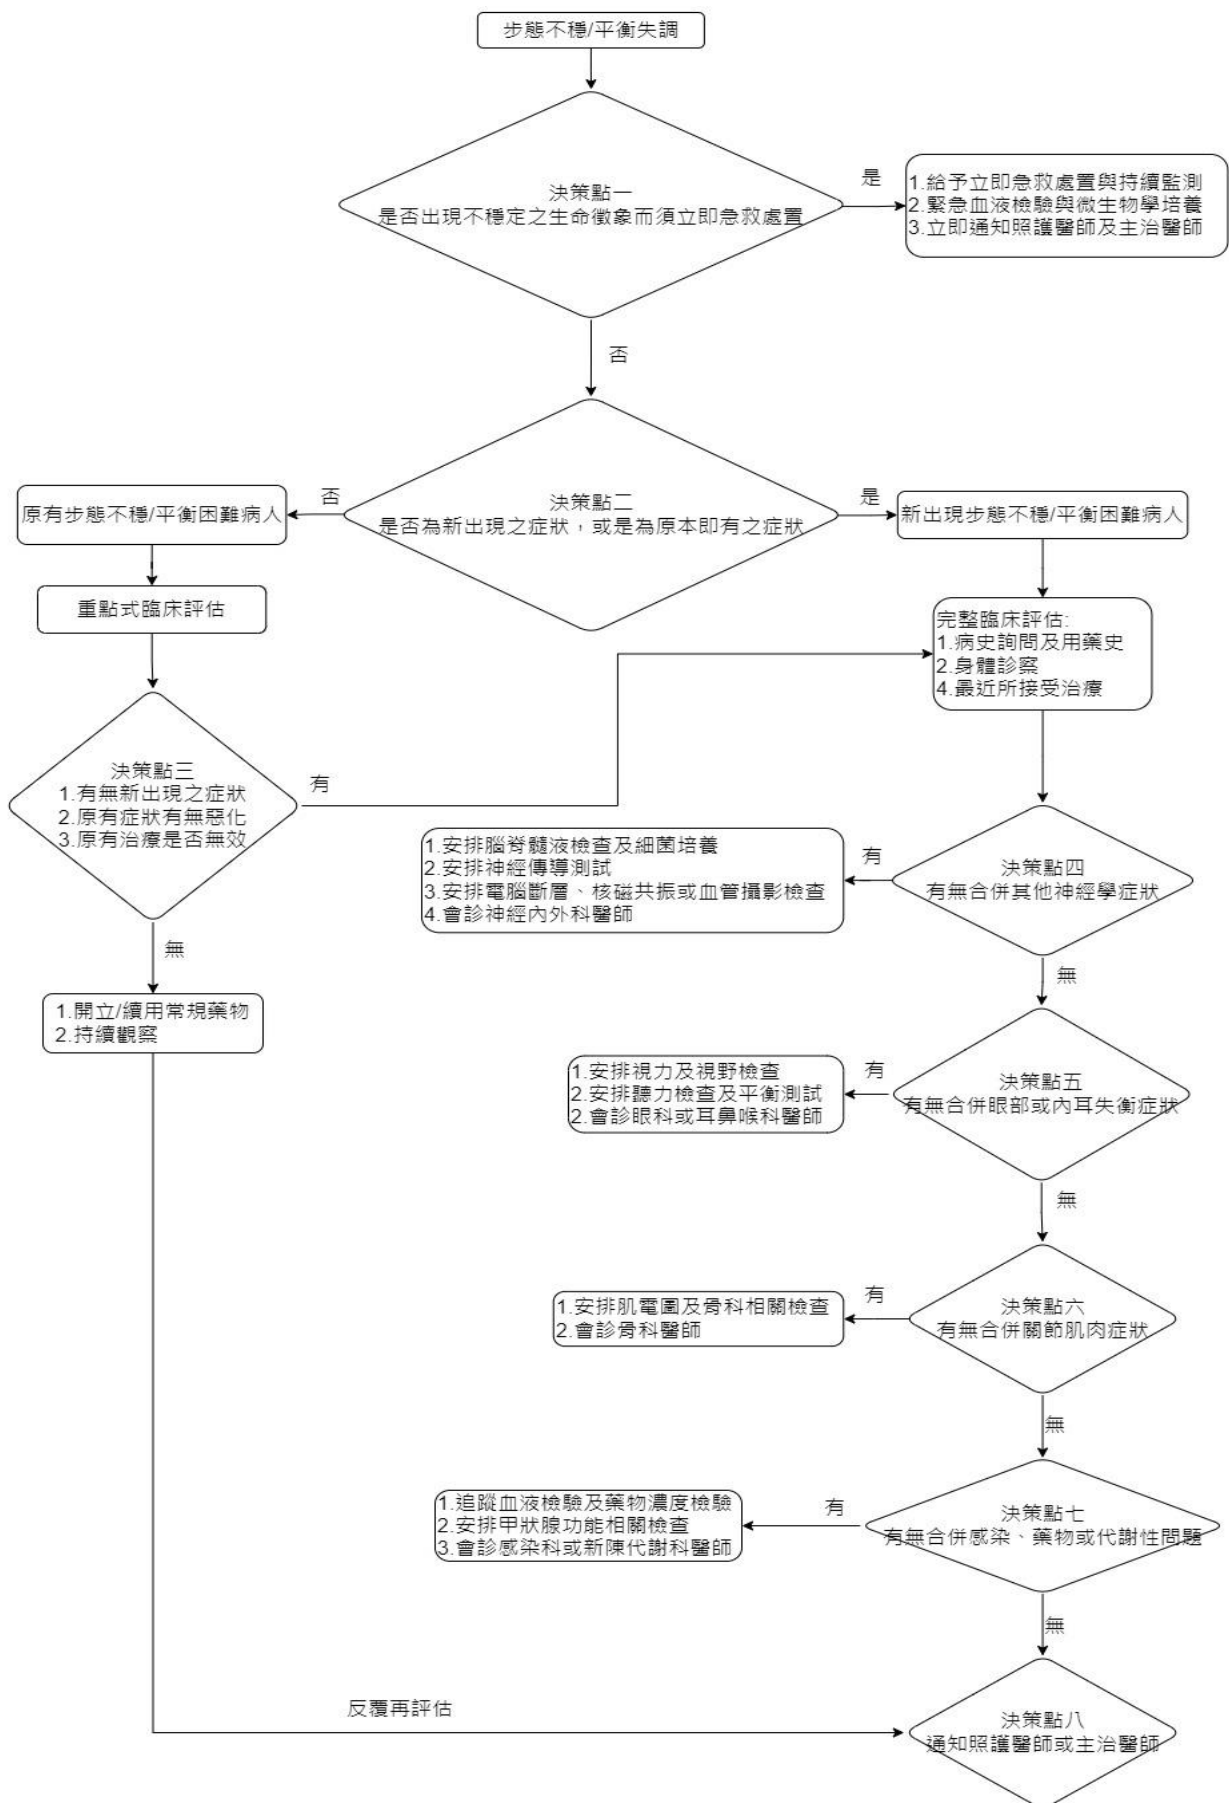 步態不穩/平衡失調
決策點一
是否出現不穩定之生命徵象而須立即急救處置
是
1.給予立即急救處置與持續監測
2.緊急血液檢驗與微生物學培養
3.立即通知照護醫師及主治醫師
否
決策點二
是否為新出現之症狀，或是為原本即有之症狀
否
原有步態不穩/平衡困難病人
是
新出現步態不穩/平衡困難病人
重點式臨床評估
完整臨床評估:
1.病史詢問及用藥史
2.身體診察
4.最近所接受治療
決策點三
1.有無新出現之症狀
2.原有症狀有無惡化
3.原有治療是否無效
有
無
1.開立/續用常規藥物
2.持續觀察
決策點四
有無合併其他神經學症狀
有
1.安排腦脊髓液檢查及細菌培養
2.安排神經傳導測試
3.安排電腦斷層、核磁共振或血管攝影檢查
4.會診神經內外科醫師
無
決策點五
有無合併眼部或內耳失衡症狀
有
1.安排視力及視野檢查
2.安排聽力檢查及平衡測試
2.會診眼科或耳鼻喉科醫師
無
決策點六
有無合併關節肌肉症狀
有
1.安排肌電圖及骨科相關檢查
2.會診骨科醫師
無
決策點七
有無合併感染、藥物或代謝性問題
有
1.追蹤血液檢驗及藥物濃度檢驗
2.安排甲狀腺功能相關檢查
3.會診感染科或新陳代謝科醫師
無
反覆再評估
決策點八
通知照護醫師或主治醫師